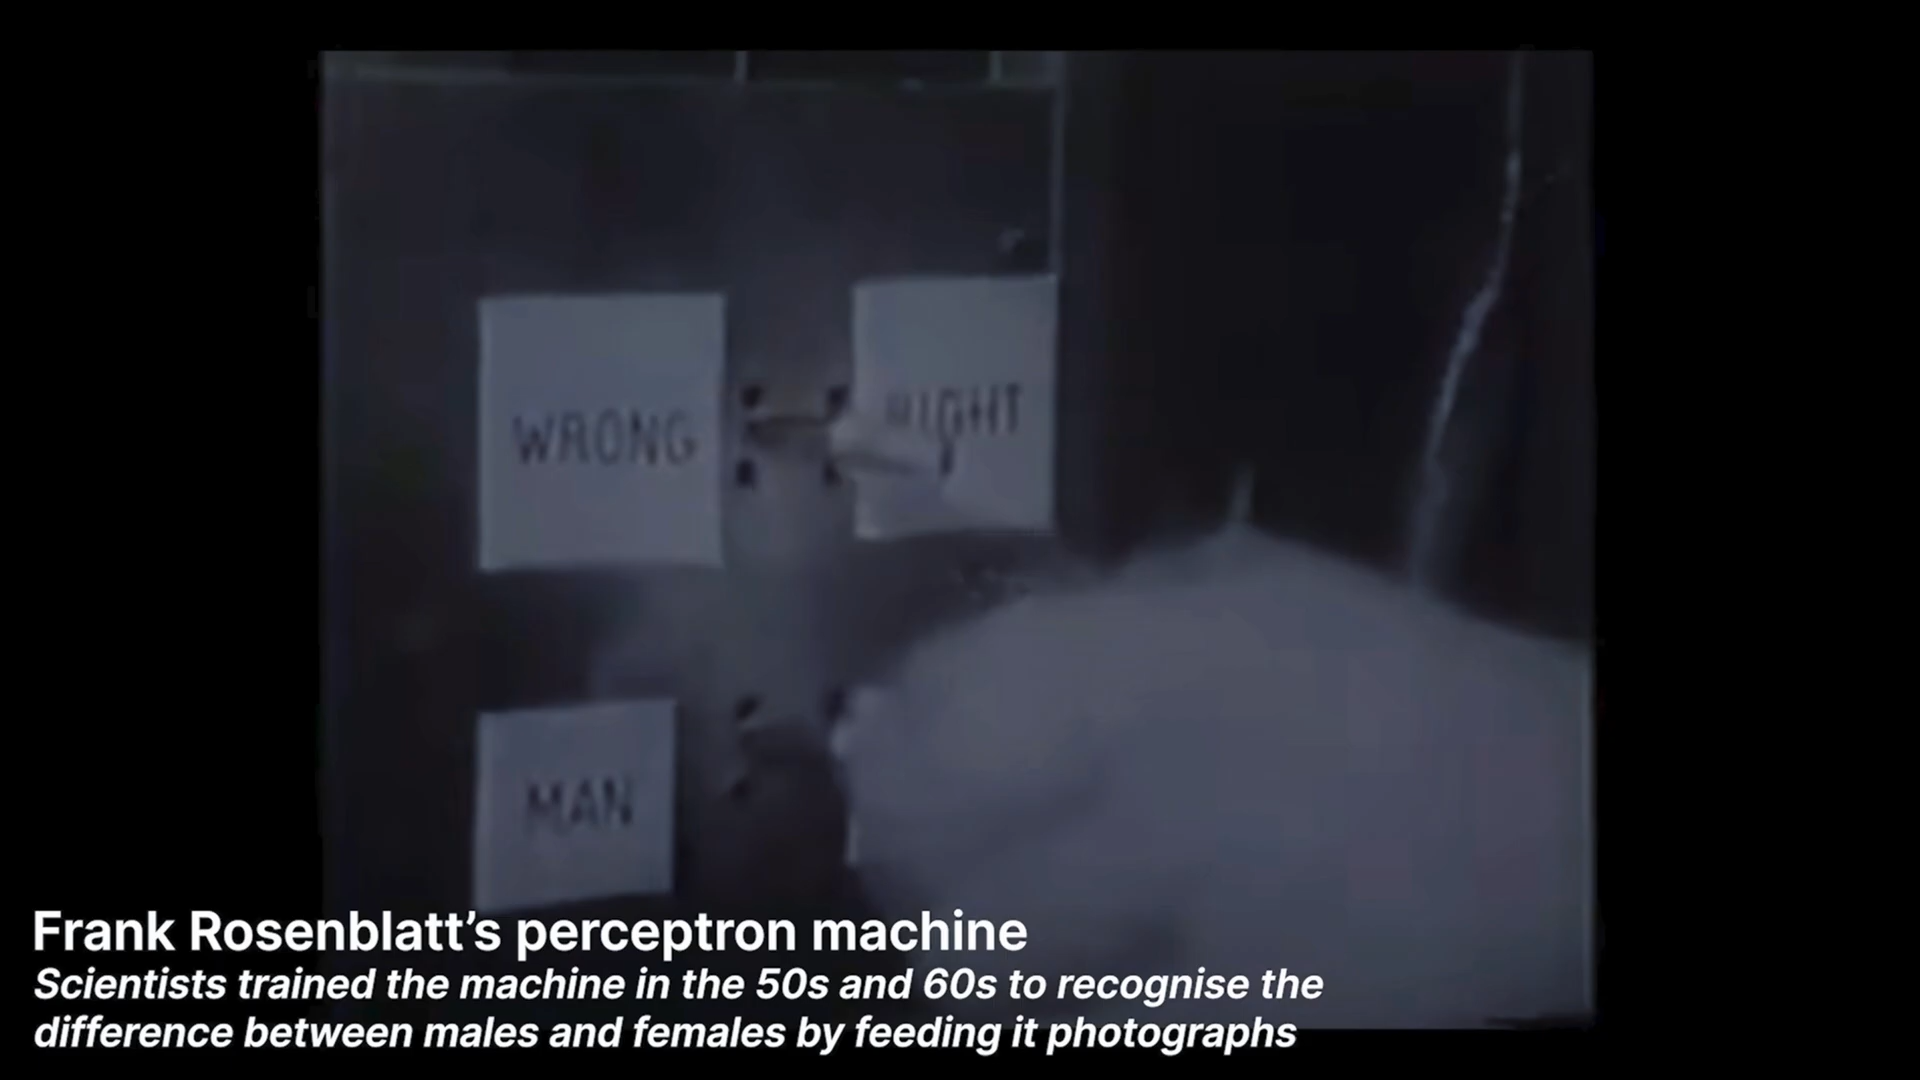 WRONG
RIGHT
MAN
Frank Rosenblatt's perceptron machine
Scientists trained the machine in the 50s and 60s to recognise the
difference between males and females by feeding it photographs